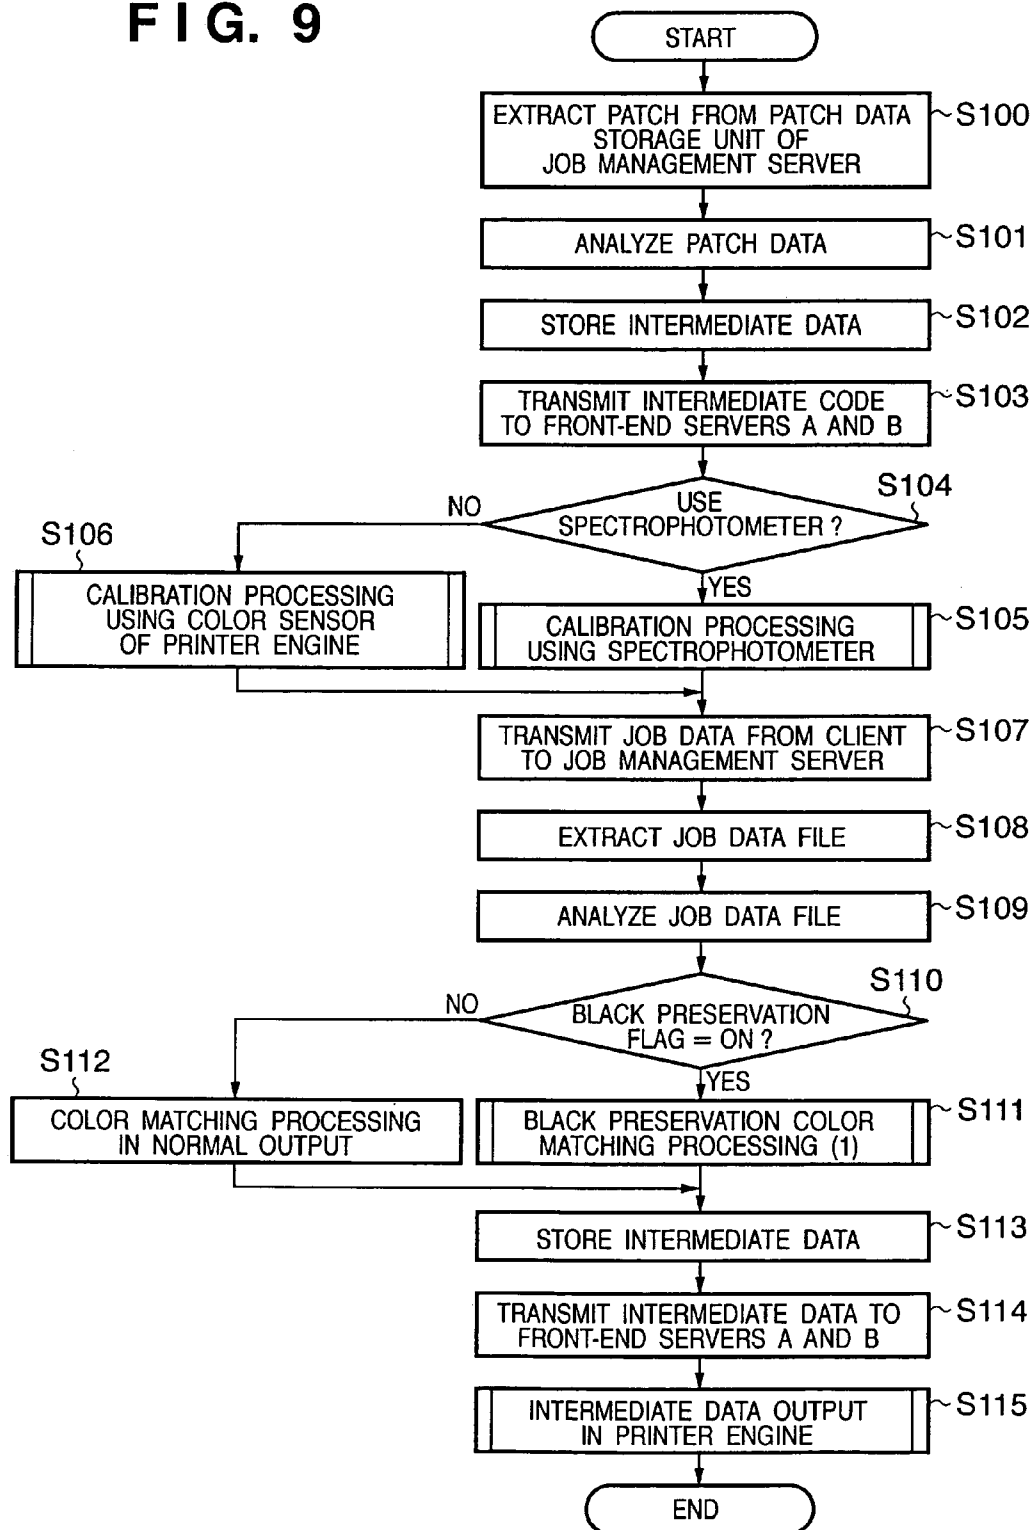 FIG. 9
START
EXTRACT PATCH FROM PATCH DATA
STORAGE UNIT OF
JOB MANAGEMENT SERVER
S100
ANALYZE PATCH DATA
S101
STORE INTERMEDIATE DATA
S102
TRANSMIT INTERMEDIATE CODE
TO FRONT-END SERVERS A AND B
S103
USE
SPECTROPHOTOMETER ?
S104
NO
YES
S106
CALIBRATION PROCESSING
USING COLOR SENSOR
OF PRINTER ENGINE
CALIBRATION PROCESSING
USING SPECTROPHOTOMETER
S105
TRANSMIT JOB DATA FROM CLIENT
TO JOB MANAGEMENT SERVER
S107
EXTRACT JOB DATA FILE
S108
ANALYZE JOB DATA FILE
S109
BLACK PRESERVATION
FLAG = ON ?
S110
NO
YES
S112
COLOR MATCHING PROCESSING
IN NORMAL OUTPUT
BLACK PRESERVATION COLOR
MATCHING PROCESSING (1)
S111
STORE INTERMEDIATE DATA
S113
TRANSMIT INTERMEDIATE DATA TO
FRONT-END SERVERS A AND B
S114
INTERMEDIATE DATA OUTPUT
IN PRINTER ENGINE
S115
END